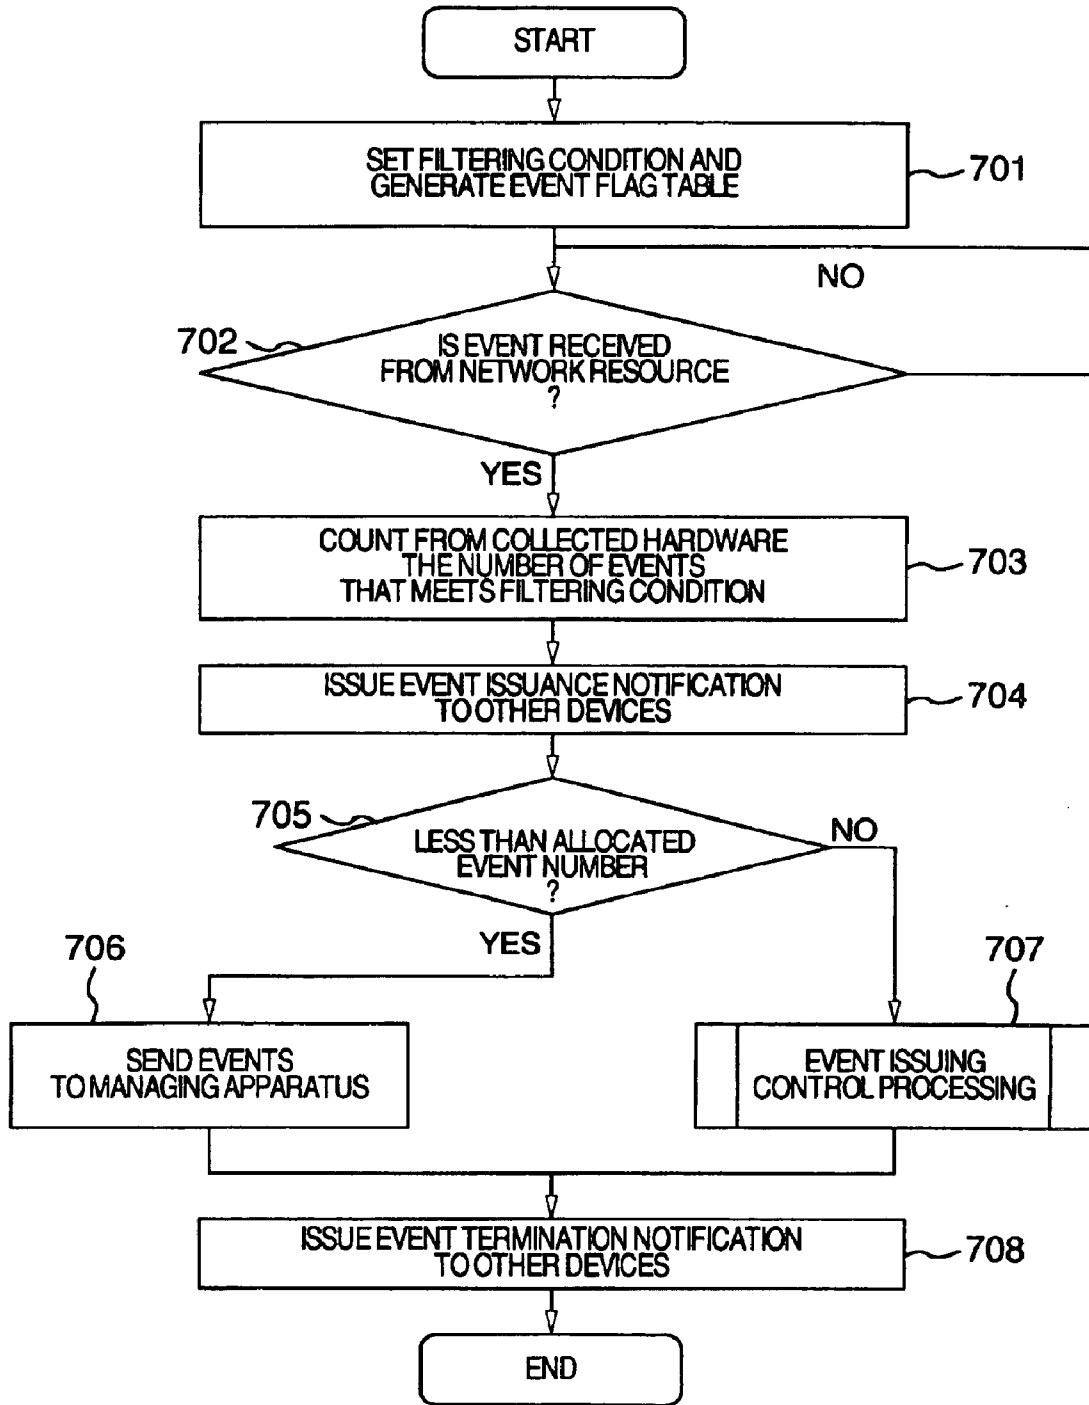 START
SET FILTERING CONDITION AND
GENERATE EVENT FLAG TABLE
701
NO
702
IS EVENT RECEIVED
FROM NETWORK RESOURCE
?
YES
COUNT FROM COLLECTED HARDWARE
THE NUMBER OF EVENTS
THAT MEETS FILTERING CONDITION
703
ISSUE EVENT ISSUANCE NOTIFICATION
TO OTHER DEVICES
704
705
LESS THAN ALLOCATED
EVENT NUMBER
?
NO
YES
706
707
SEND EVENTS
TO MANAGING APPARATUS
EVENT ISSUING
CONTROL PROCESSING
ISSUE EVENT TERMINATION NOTIFICATION
TO OTHER DEVICES
708
END